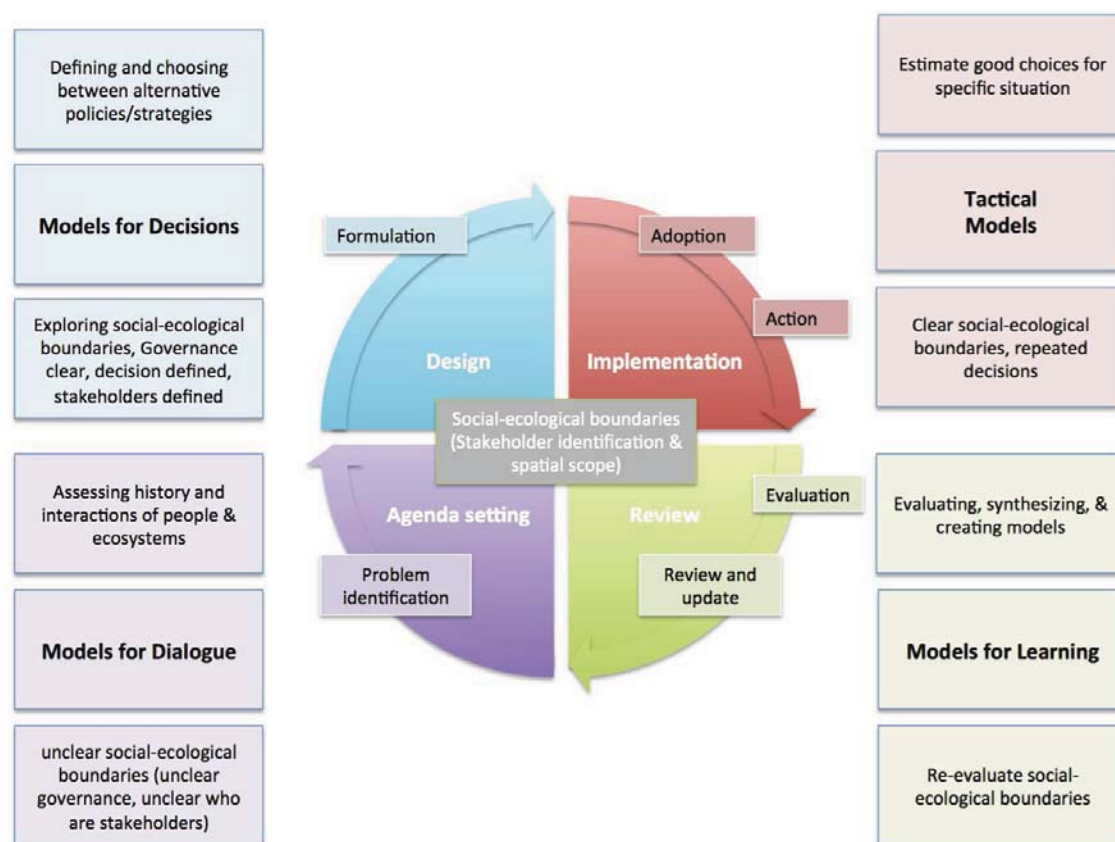 Defining and choosing
between alternative
policies/strategies
Models for Decisions
Exploring social-ecological
boundaries, Governance
clear, decision defined,
stakeholders defined
Assessing history and
interactions of people &
ecosystems
Models for Dialogue
unclear social-ecological
boundaries (unclear
governance, unclear who
are stakeholders)
Formulation
Design
Adoption
Action
Implementation
Social-ecological boundaries
(Stakeholder identification &
spatial scope)
Agenda setting
Problem
identification
Review
Evaluation
Review and
update
Estimate good choices for
specific situation
Tactical
Models
Clear social-ecological
boundaries, repeated
decisions
Evaluating, synthesizing, &
creating models
Models for Learning
Re-evaluate social-
ecological boundaries